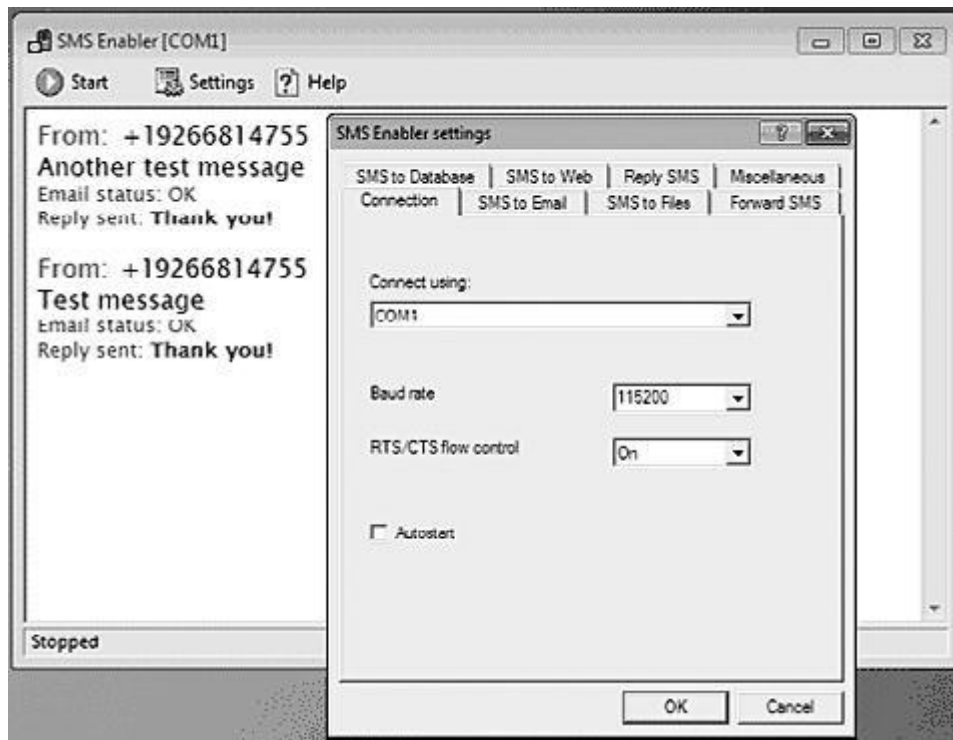 SMS Enabler [COM1]
Start Settings Help
From: +19266814755
Another test message
Email status: OK
Reply sent: Thank you!
From: +19266814755
Test message
Email status: OK
Reply sent: Thank you!
Stopped
SMS Enabler settings
SMS to Database SMS to Web Reply SMS Miscellaneous
Connection SMS to Email SMS to Files Forward SMS
Connect using:
COM1
Baud rate 115200
RTS/CTS flow control On
Autostart
OK Cancel